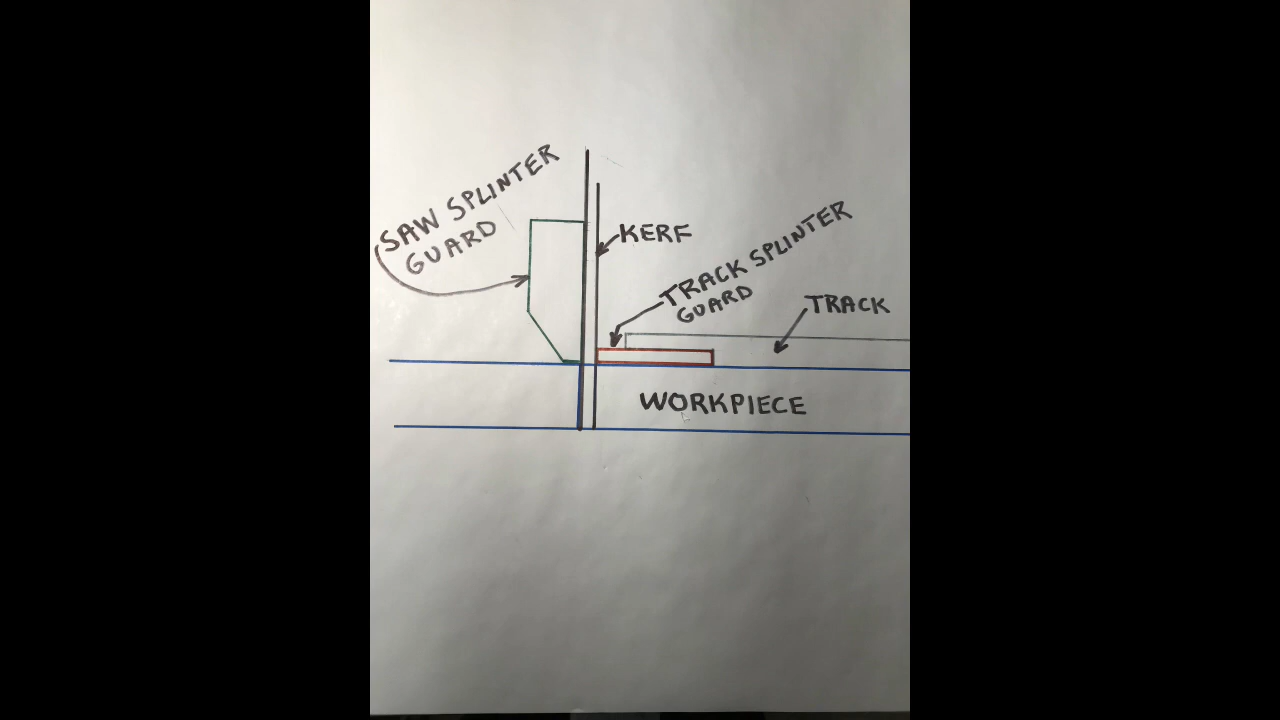 SAW SPLINTER
GUARD
KERF
TRACK SPLINTER
GUARD
TRACK
WORKPIECE